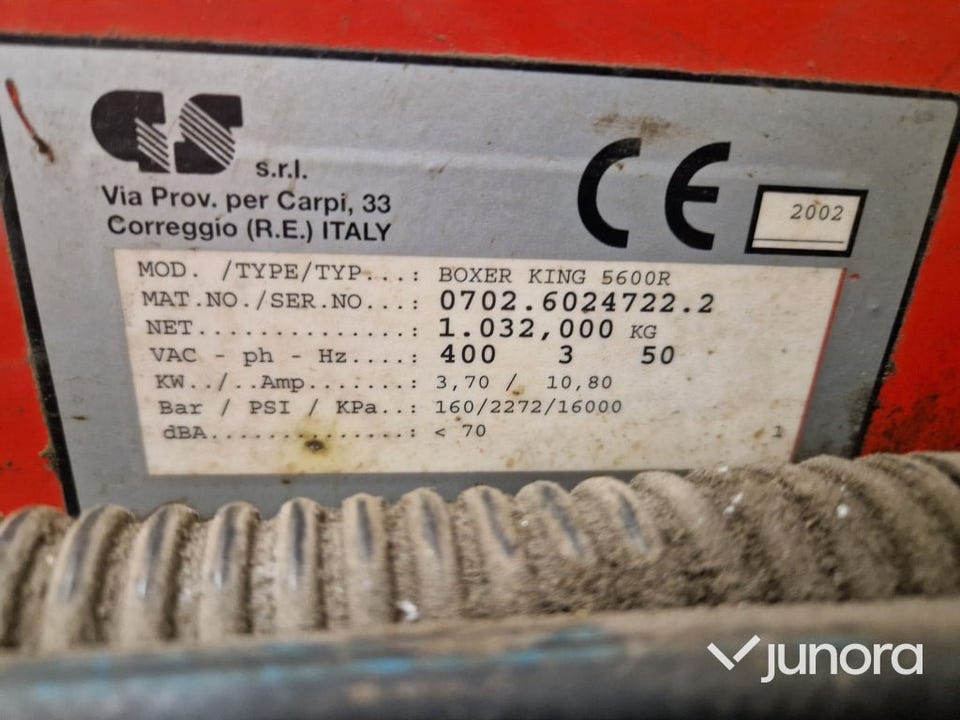 GS s.r.l.
Via Prov. per Carpi, 33
Correggio (R.E.) ITALY
CE
2002
MOD. /TYPE/TYP...: BOXER KING 5600R
MAT.NO./SER.NO...: 0702.6024722.2
NET..............: 1.032,000 KG
VAC - ph - Hz....: 400 3 50
KW../..Amp.......: 3,70 / 10,80
Bar / PSI / KPa..: 160/2272/16000
dBA..............: < 70 1
junora